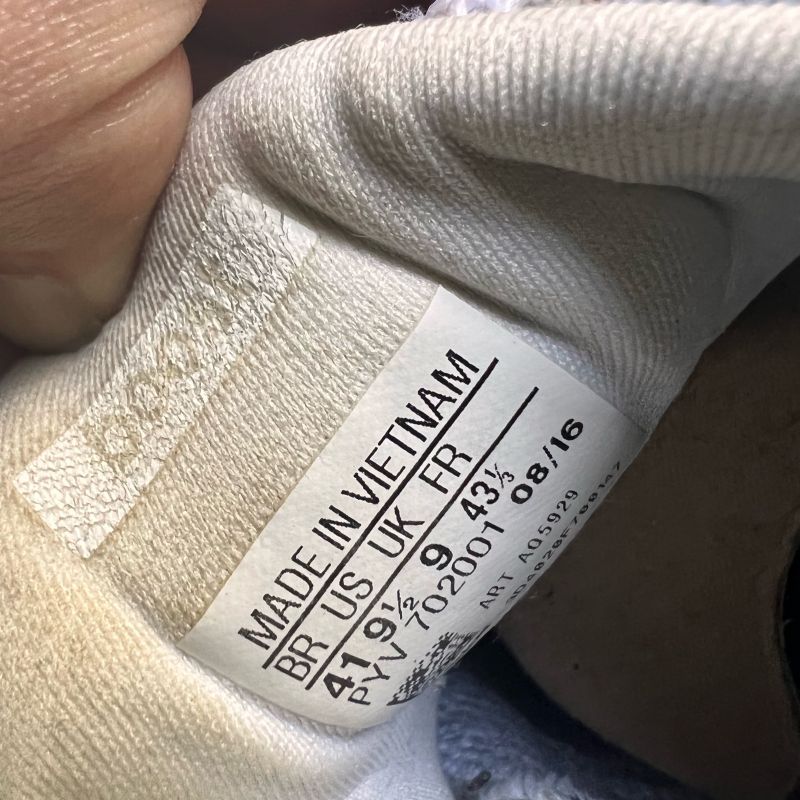 MADE IN VIETNAM
BR US UK FR
41 9½ 9 43⅓
PYV 702001 08/16
ART AQ5929